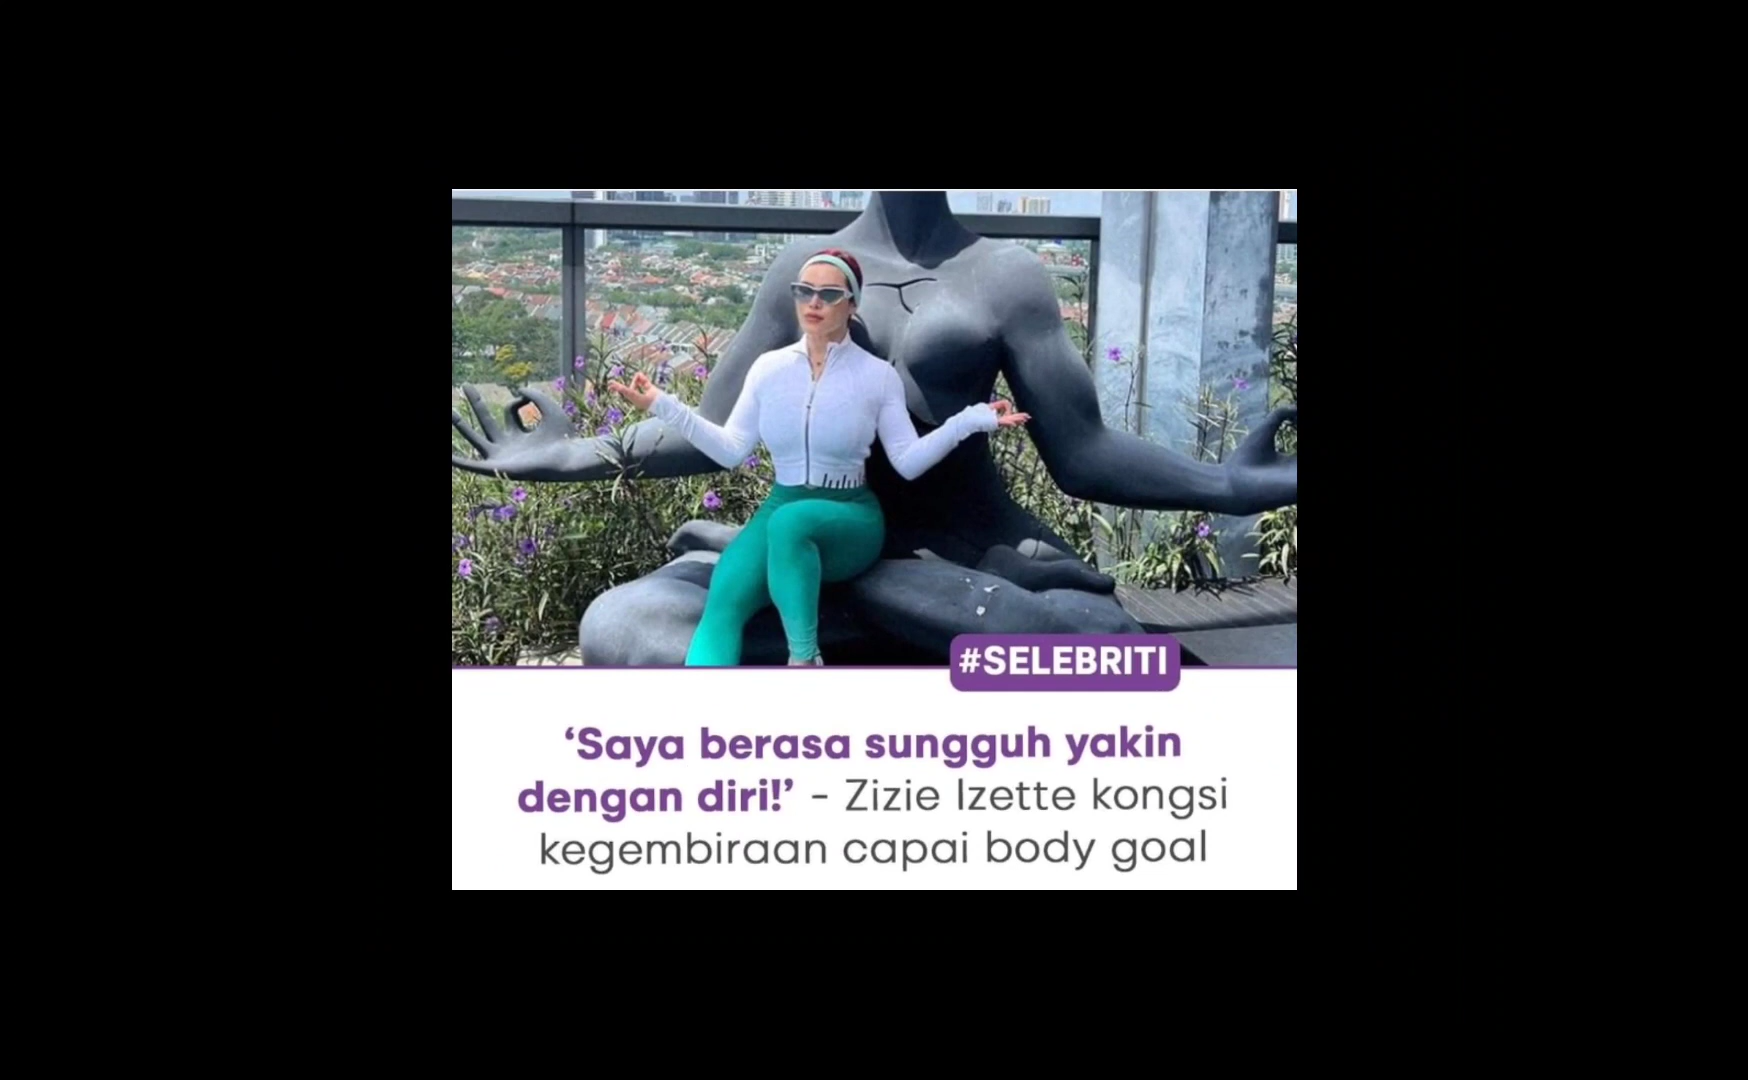 #SELEBRITI
‘Saya berasa sungguh yakin
dengan diri!’ - Zizie Izette kongsi
kegembiraan capai body goal